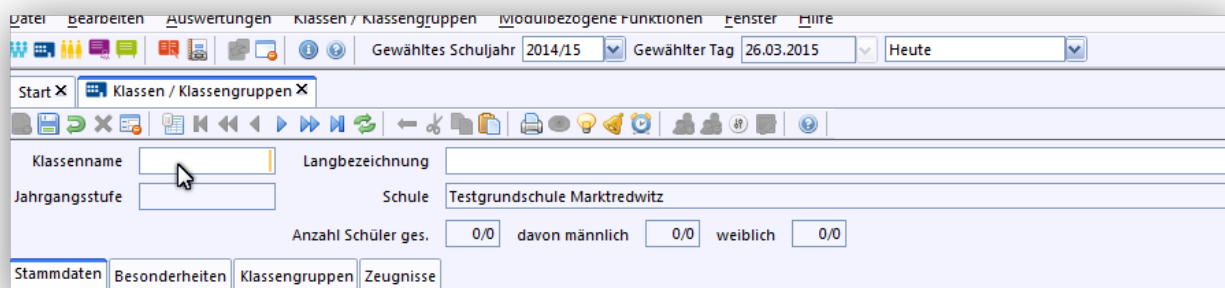 Datei Bearbeiten Auswertungen Klassen / Klassengruppen Modulbezogene Funktionen Fenster Hilfe
Gewähltes Schuljahr 2014/15 Gewählter Tag 26.03.2015 Heute
Start Klassen / Klassengruppen
Klassenname Langbezeichnung
Jahrgangsstufe Schule Testgrundschule Marktredwitz
Anzahl Schüler ges. 0/0 davon männlich 0/0 weiblich 0/0
Stammdaten Besonderheiten Klassengruppen Zeugnisse